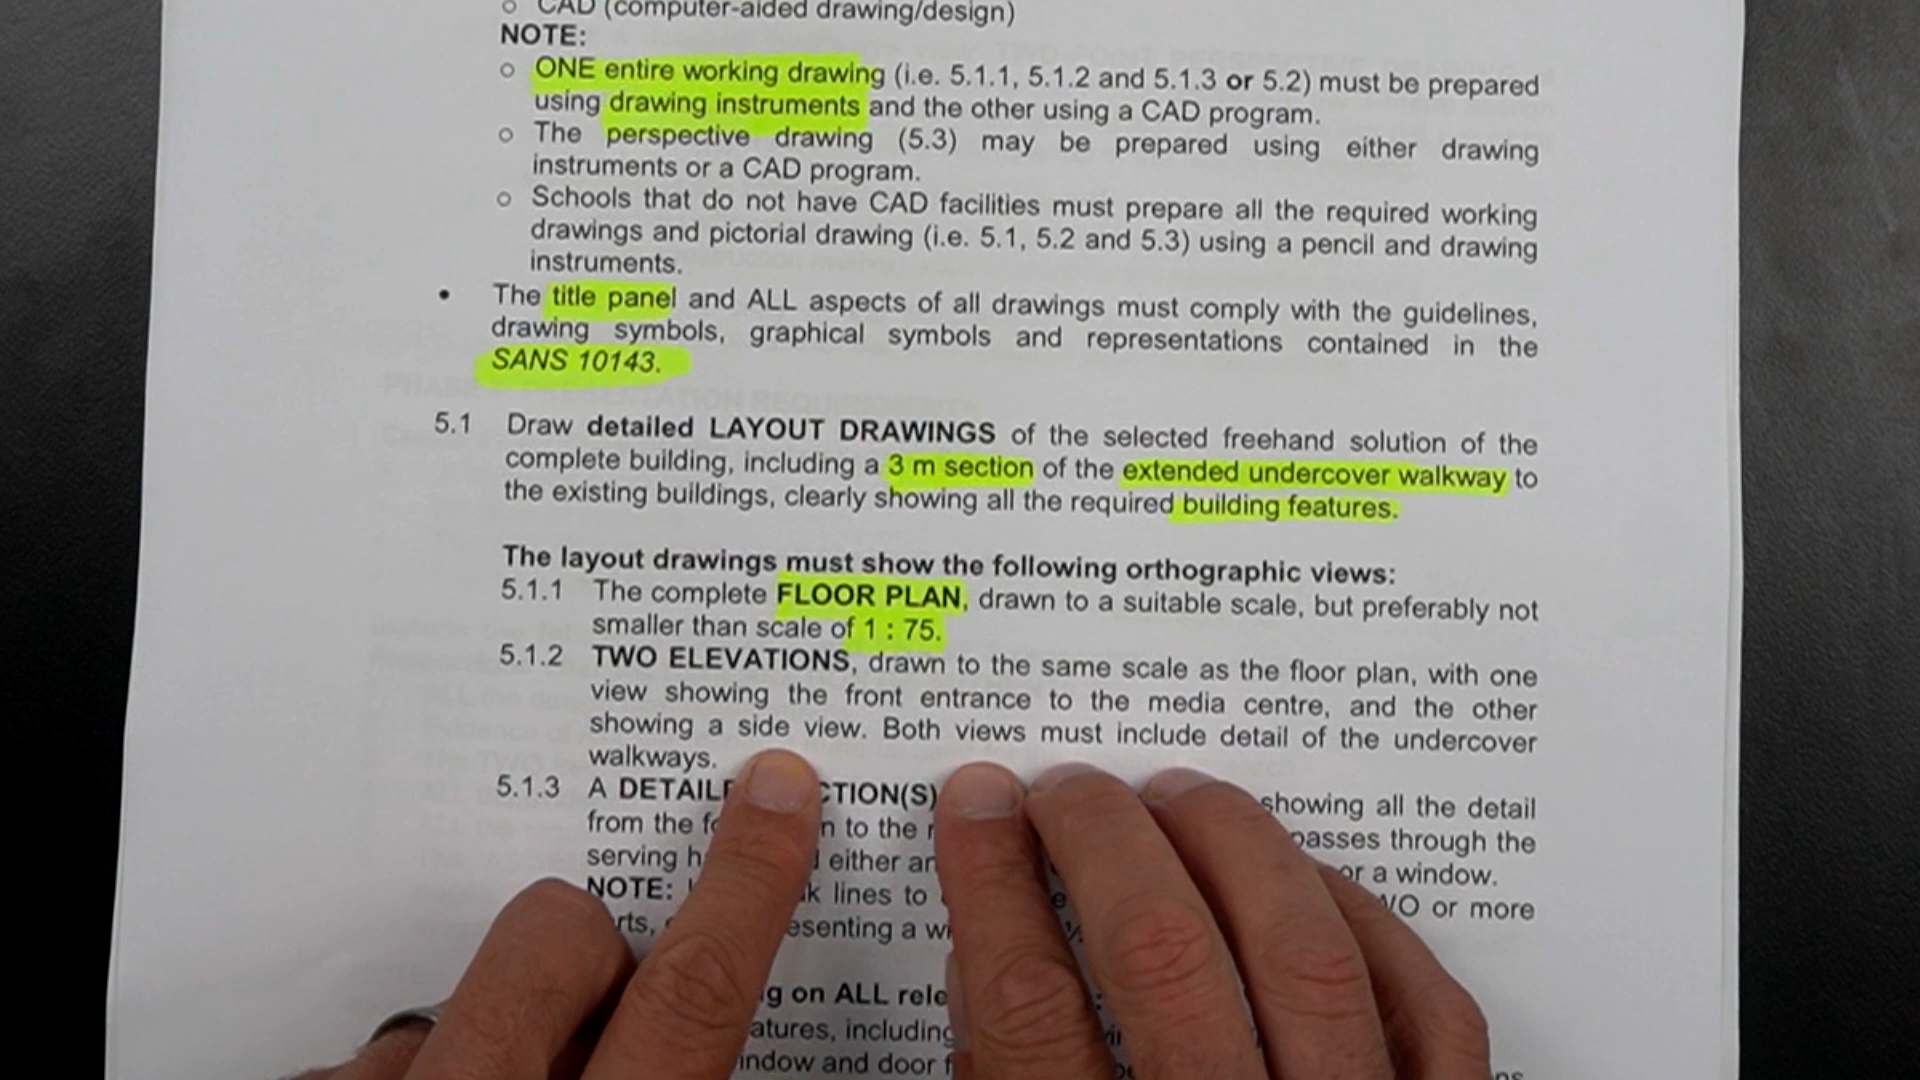 ○ CAD (computer-aided drawing/design)
NOTE:
○ ONE entire working drawing (i.e. 5.1.1, 5.1.2 and 5.1.3 or 5.2) must be prepared
using drawing instruments and the other using a CAD program.
○ The perspective drawing (5.3) may be prepared using either drawing
instruments or a CAD program.
○ Schools that do not have CAD facilities must prepare all the required working
drawings and pictorial drawing (i.e. 5.1, 5.2 and 5.3) using a pencil and drawing
instruments.
• The title panel and ALL aspects of all drawings must comply with the guidelines,
drawing symbols, graphical symbols and representations contained in the
SANS 10143.
5.1 Draw detailed LAYOUT DRAWINGS of the selected freehand solution of the
complete building, including a 3 m section of the extended undercover walkway to
the existing buildings, clearly showing all the required building features.
The layout drawings must show the following orthographic views:
5.1.1 The complete FLOOR PLAN, drawn to a suitable scale, but preferably not
smaller than scale of 1 : 75.
5.1.2 TWO ELEVATIONS, drawn to the same scale as the floor plan, with one
view showing the front entrance to the media centre, and the other
showing a side view. Both views must include detail of the undercover
walkways.
5.1.3 A showing all the detail
from the to the passes through the
serving either or a window.
NOTE: lines to or more
on ALL
including
window and door